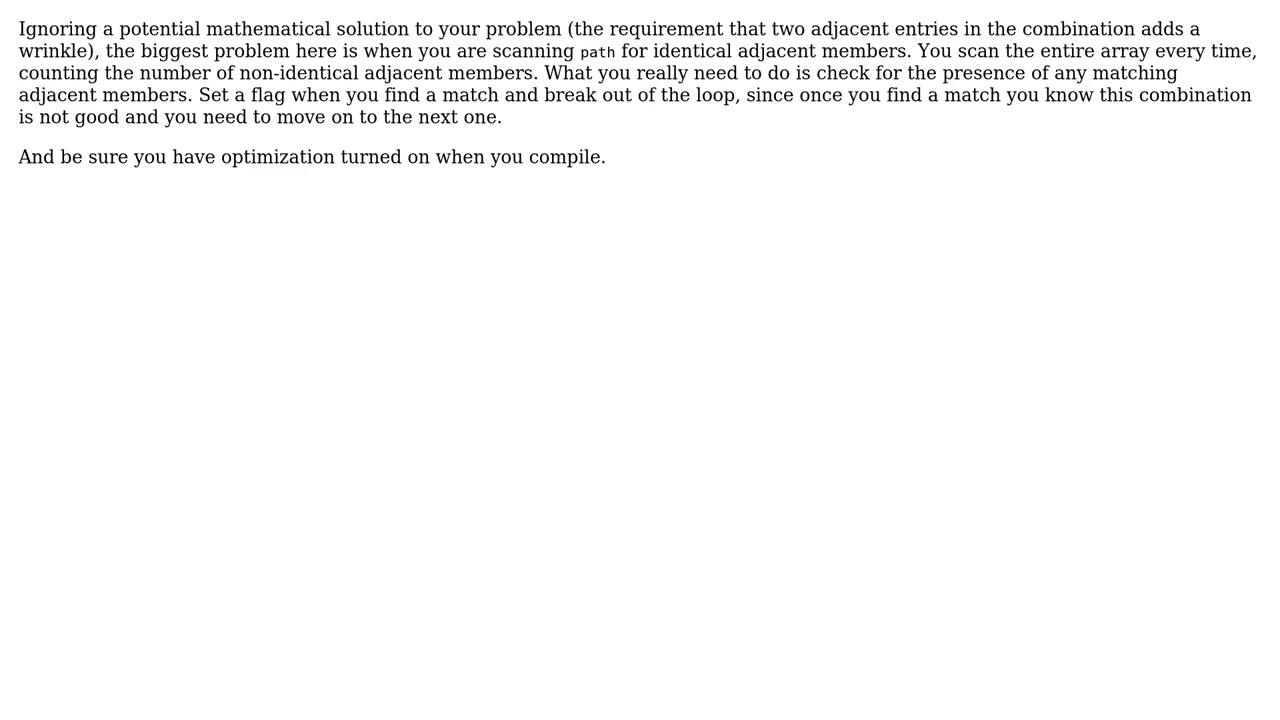 Ignoring a potential mathematical solution to your problem (the requirement that two adjacent entries in the combination adds a
wrinkle), the biggest problem here is when you are scanning path for identical adjacent members. You scan the entire array every time,
counting the number of non-identical adjacent members. What you really need to do is check for the presence of any matching
adjacent members. Set a flag when you find a match and break out of the loop, since once you find a match you know this combination
is not good and you need to move on to the next one.
And be sure you have optimization turned on when you compile.